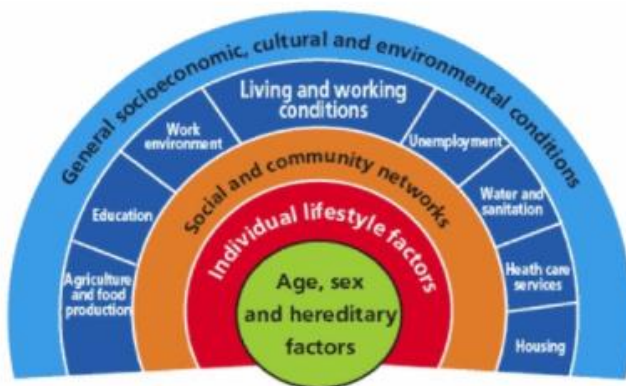 General socioeconomic, cultural and environmental conditions
Living and working
conditions
Work
environment
Unemployment
Education
Water and
sanitation
Agriculture
and food
production
Heath care
services
Housing
Social and community networks
Individual lifestyle factors
Age, sex
and hereditary
factors